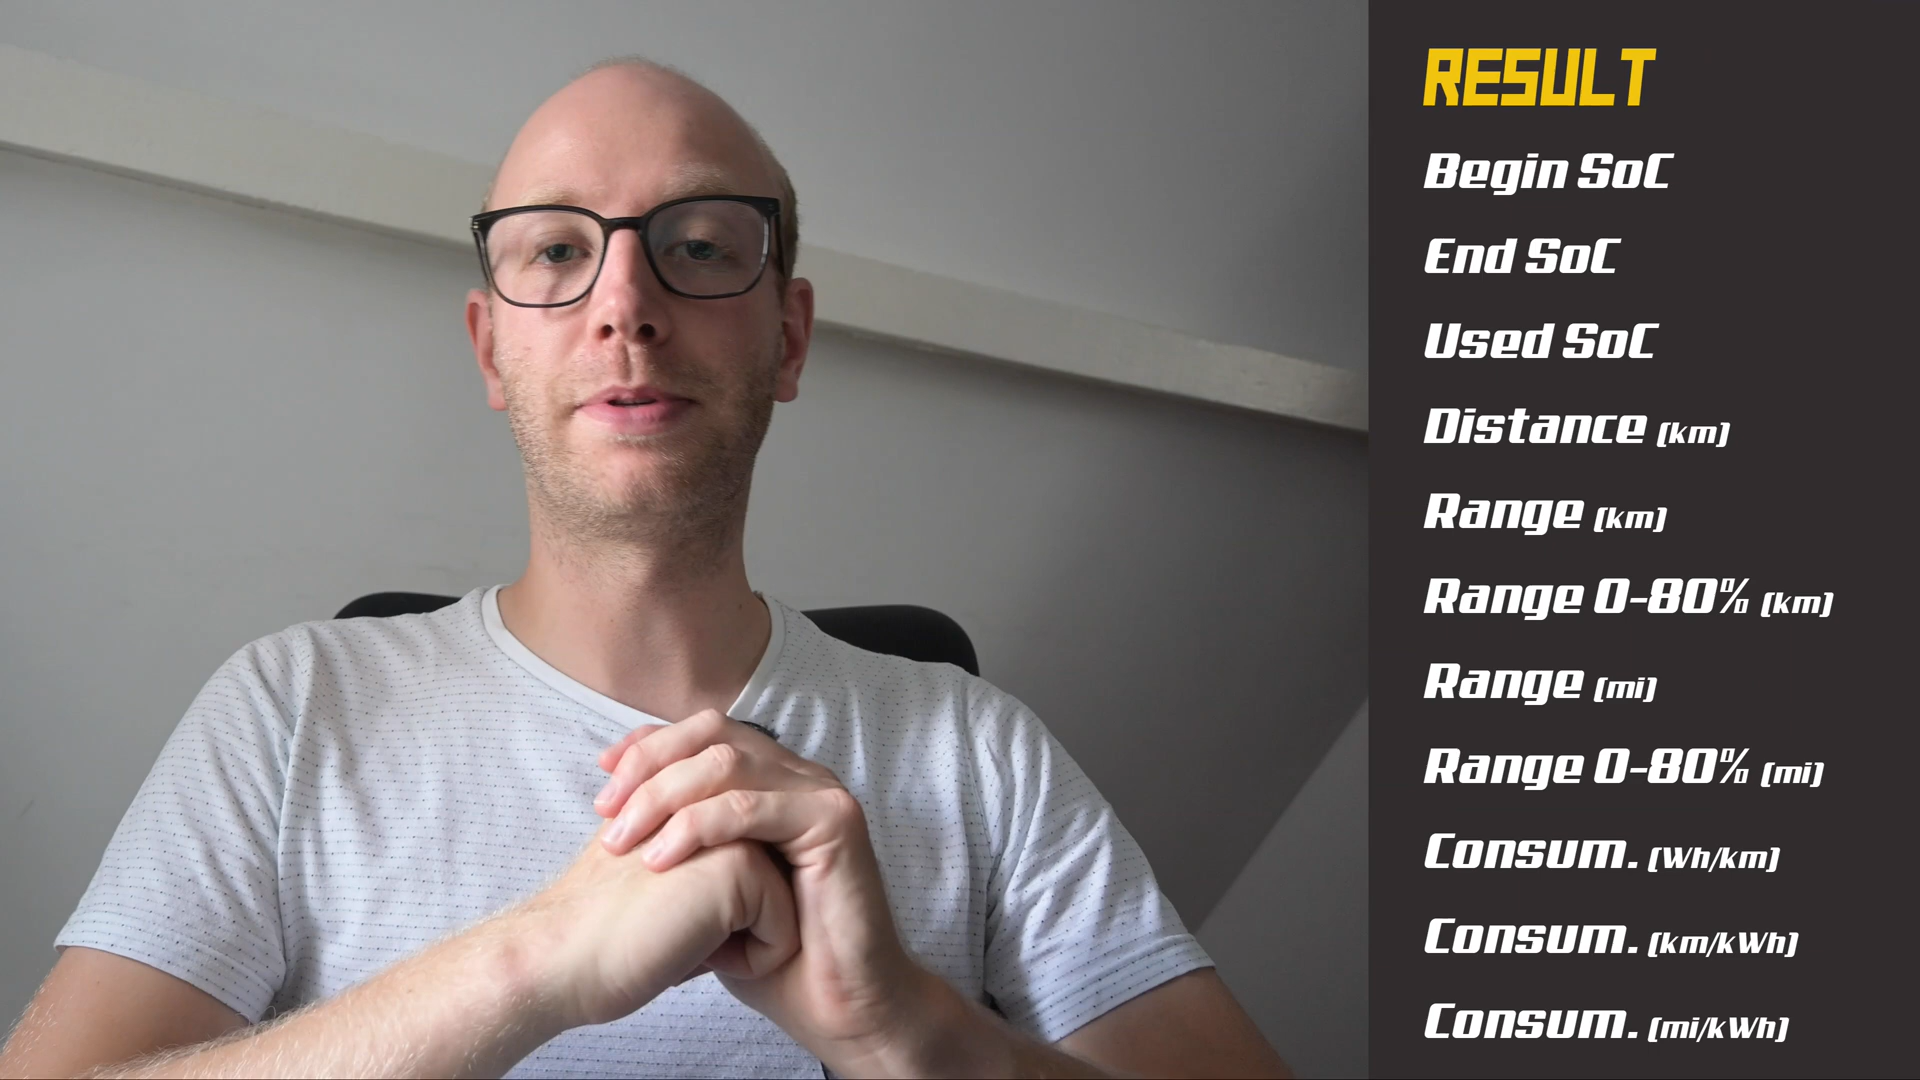 RESULT
Begin SoC
End SoC
Used SoC
Distance (km)
Range (km)
Range 0-80% (km)
Range (mi)
Range 0-80% (mi)
Consum. (Wh/km)
Consum. (km/kWh)
Consum. (mi/kWh)